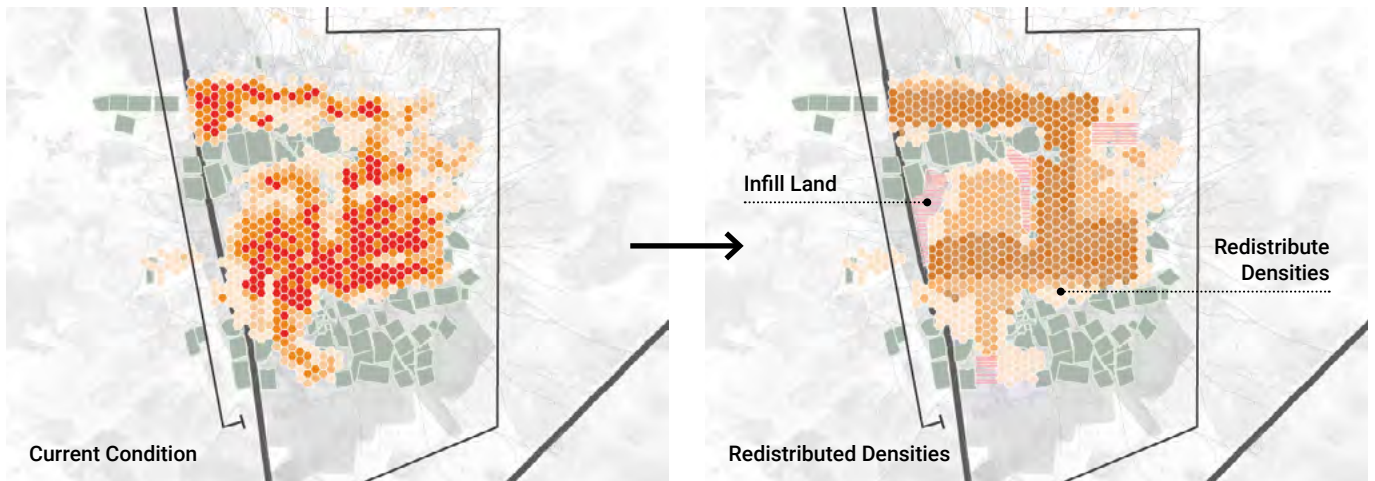 Infill Land
Redistribute
Densities
Current Condition
Redistributed Densities